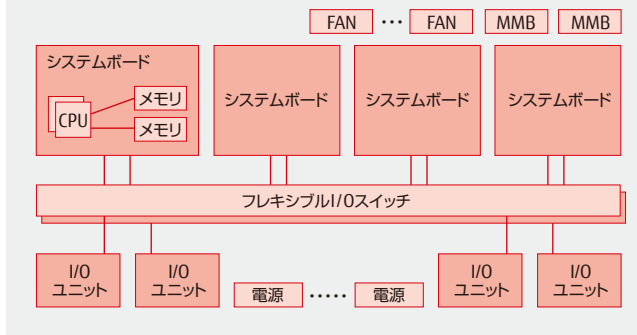 FAN … FAN MMB MMB
システムボード
CPU
メモリ
メモリ
システムボード
システムボード
システムボード
フレキシブルI/Oスイッチ
I/O
ユニット
I/O
ユニット
電源 ····· 電源
I/O
ユニット
I/O
ユニット